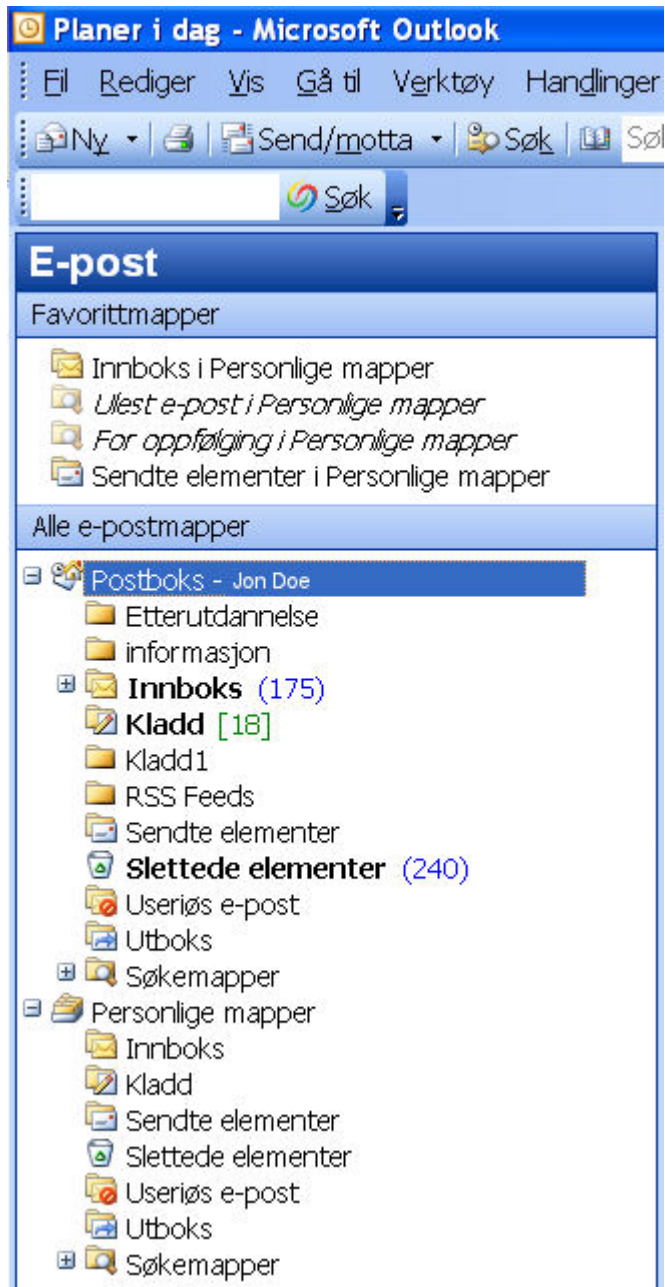 Planer i dag - Microsoft Outlook
Fil Rediger Vis Gå til Verktøy Handlinger
Ny Send/motta Søk Søl
Søk
E-post
Favorittmapper
Innboks i Personlige mapper
Ulest e-post i Personlige mapper
For oppfølging i Personlige mapper
Sendte elementer i Personlige mapper
Alle e-postmapper
Postboks - Jon Doe
Etterutdannelse
informasjon
Innboks (175)
Kladd [18]
Kladd1
RSS Feeds
Sendte elementer
Slettede elementer (240)
Useriøs e-post
Utboks
Søkemapper
Personlige mapper
Innboks
Kladd
Sendte elementer
Slettede elementer
Useriøs e-post
Utboks
Søkemapper